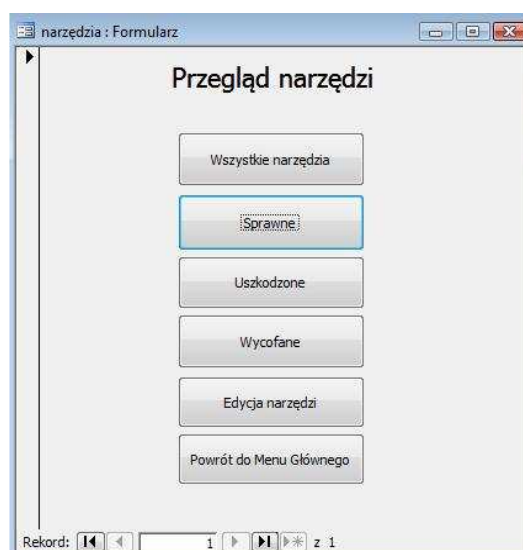 narzędzia : Formularz
Przegląd narzędzi
Wszystkie narzędzia
Sprawne
Uszkodzone
Wycofane
Edycja narzędzi
Powrót do Menu Głównego
Rekord: 1 z 1